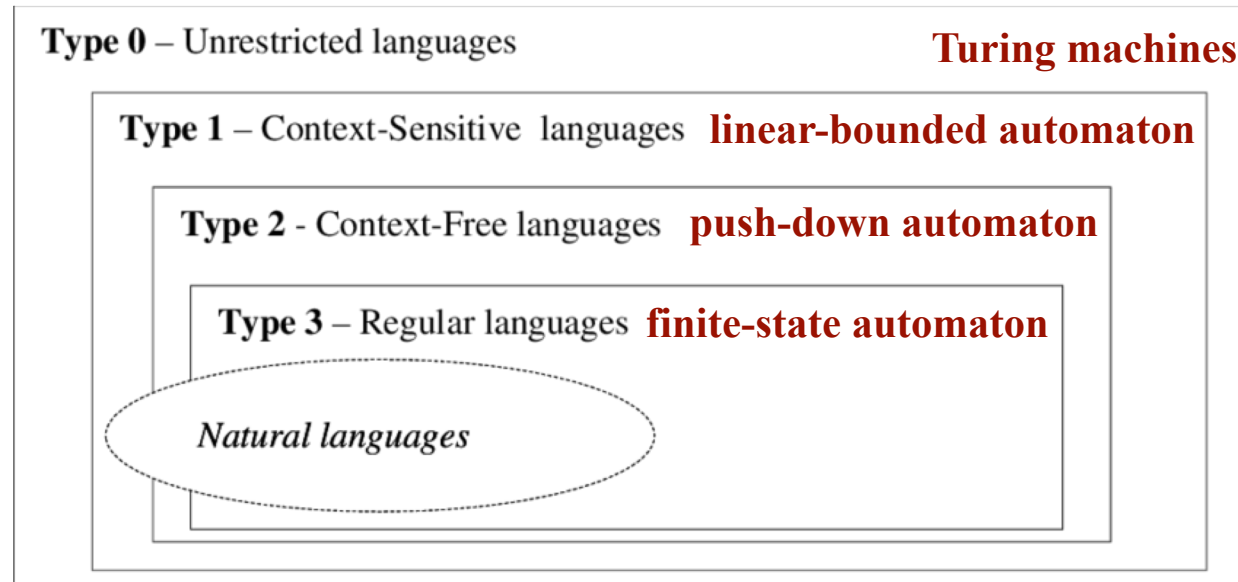 Type 0 – Unrestricted languages Turing machines
Type 1 – Context-Sensitive languages linear-bounded automaton
Type 2 - Context-Free languages push-down automaton
Type 3 – Regular languages finite-state automaton
Natural languages